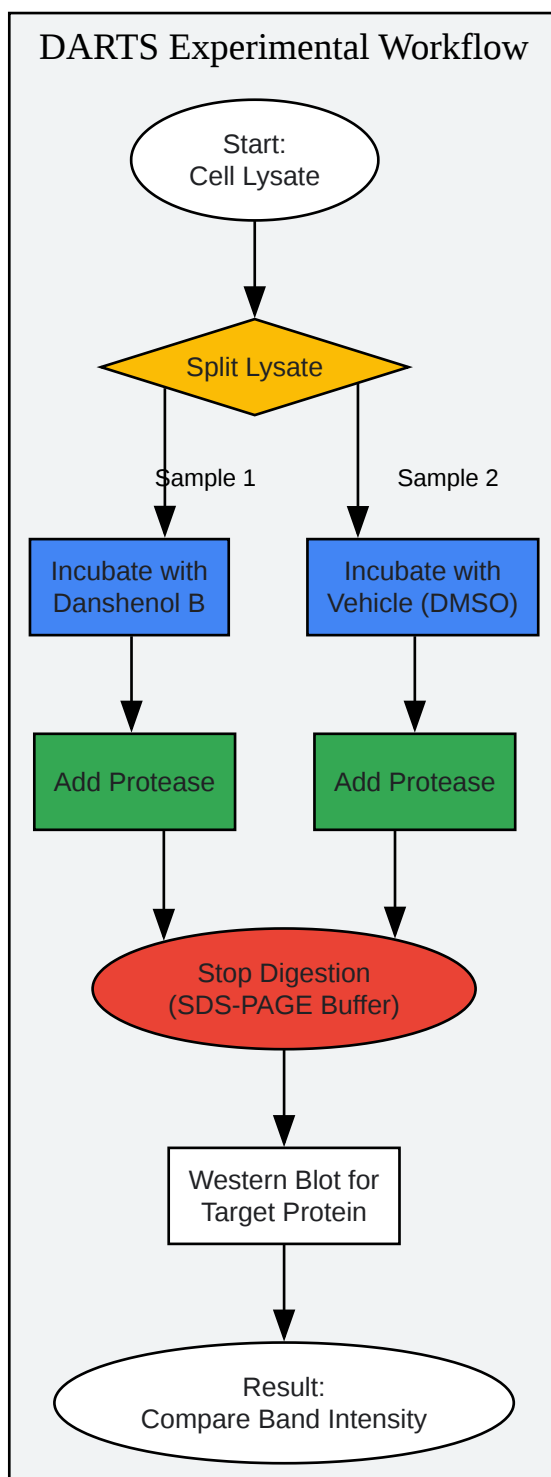 DARTS Experimental Workflow
Start:
Cell Lysate
Split Lysate
Sample 1
Sample 2
Incubate with
Danshenol B
Incubate with
Vehicle (DMSO)
Add Protease
Add Protease
Stop Digestion
(SDS-PAGE Buffer)
Western Blot for
Target Protein
Result:
Compare Band Intensity